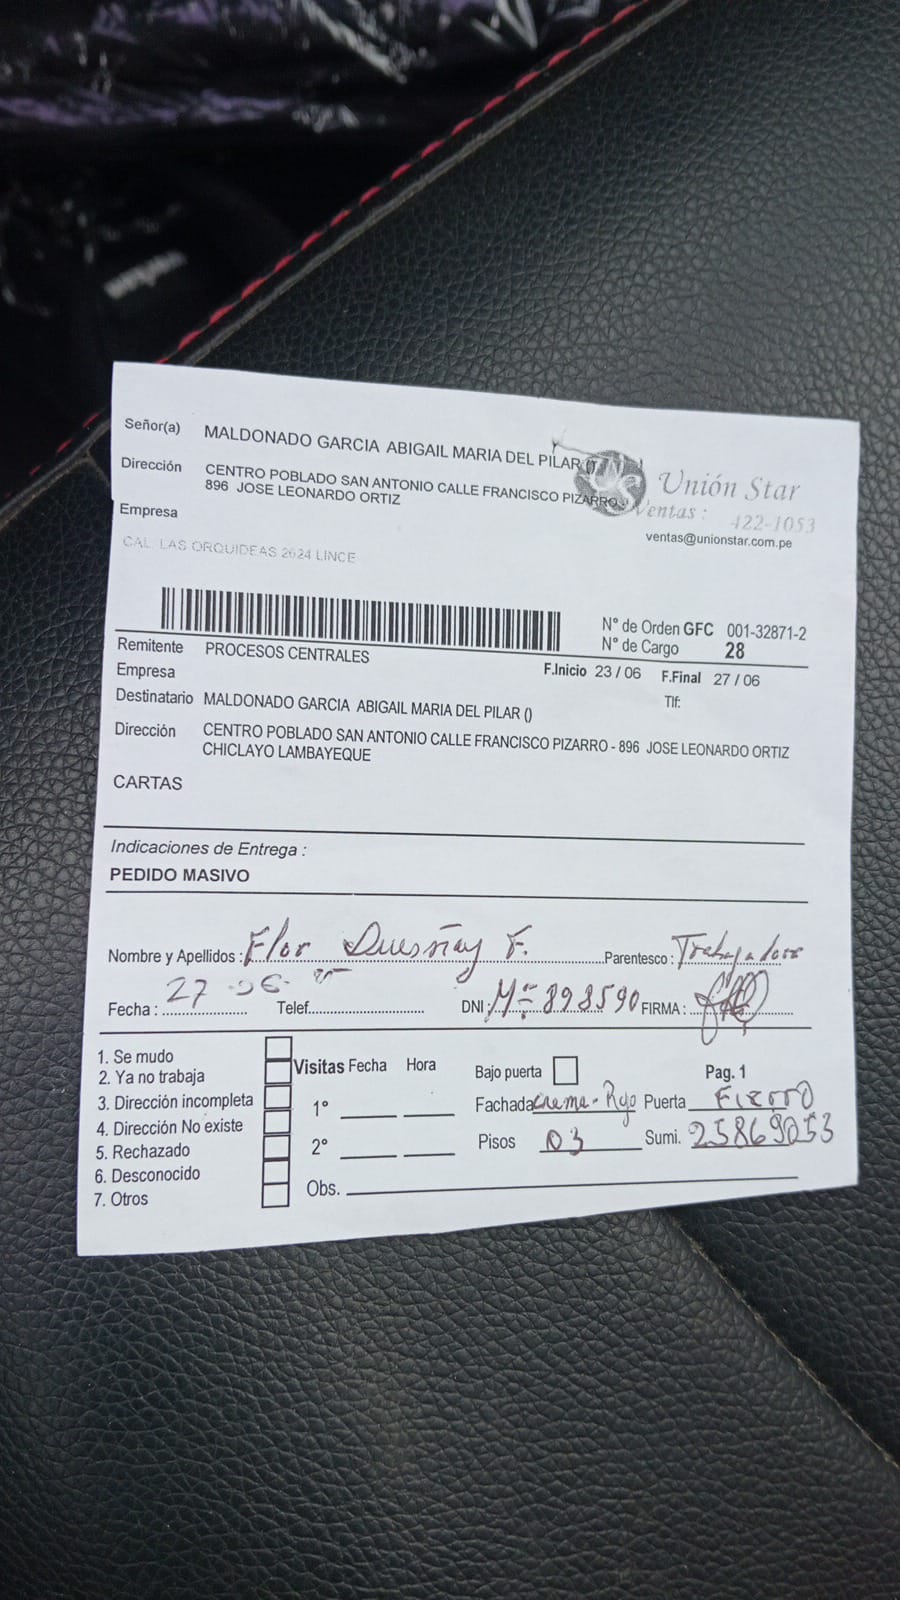 Señor(a) MALDONADO GARCIA ABIGAIL MARIA DEL PILAR ()
Dirección CENTRO POBLADO SAN ANTONIO CALLE FRANCISCO PIZARRO -
896 JOSE LEONARDO ORTIZ
Unión Star
Ventas : 422-1053
ventas@unionstar.com.pe
Empresa
CAL. LAS ORQUIDEAS 2624 LINCE
N° de Orden GFC 001-32871-2
N° de Cargo 28
Remitente PROCESOS CENTRALES
F.Inicio 23 / 06 F.Final 27 / 06
Empresa
Tlf:
Destinatario MALDONADO GARCIA ABIGAIL MARIA DEL PILAR ()
Dirección CENTRO POBLADO SAN ANTONIO CALLE FRANCISCO PIZARRO - 896 JOSE LEONARDO ORTIZ
CHICLAYO LAMBAYEQUE
CARTAS
Indicaciones de Entrega :
PEDIDO MASIVO
Nombre y Apellidos : Flor F. Parentesco : Trabajadora
Fecha : 27 06 Telef. DNI : 898590 FIRMA :
1. Se mudo
2. Ya no trabaja
3. Dirección incompleta
4. Dirección No existe
5. Rechazado
6. Desconocido
7. Otros
Visitas Fecha Hora
1°
2°
Obs.
Bajo puerta Pag. 1
Fachada crema - Rojo Puerta Fierro
Pisos 03 Sumi. 25869053